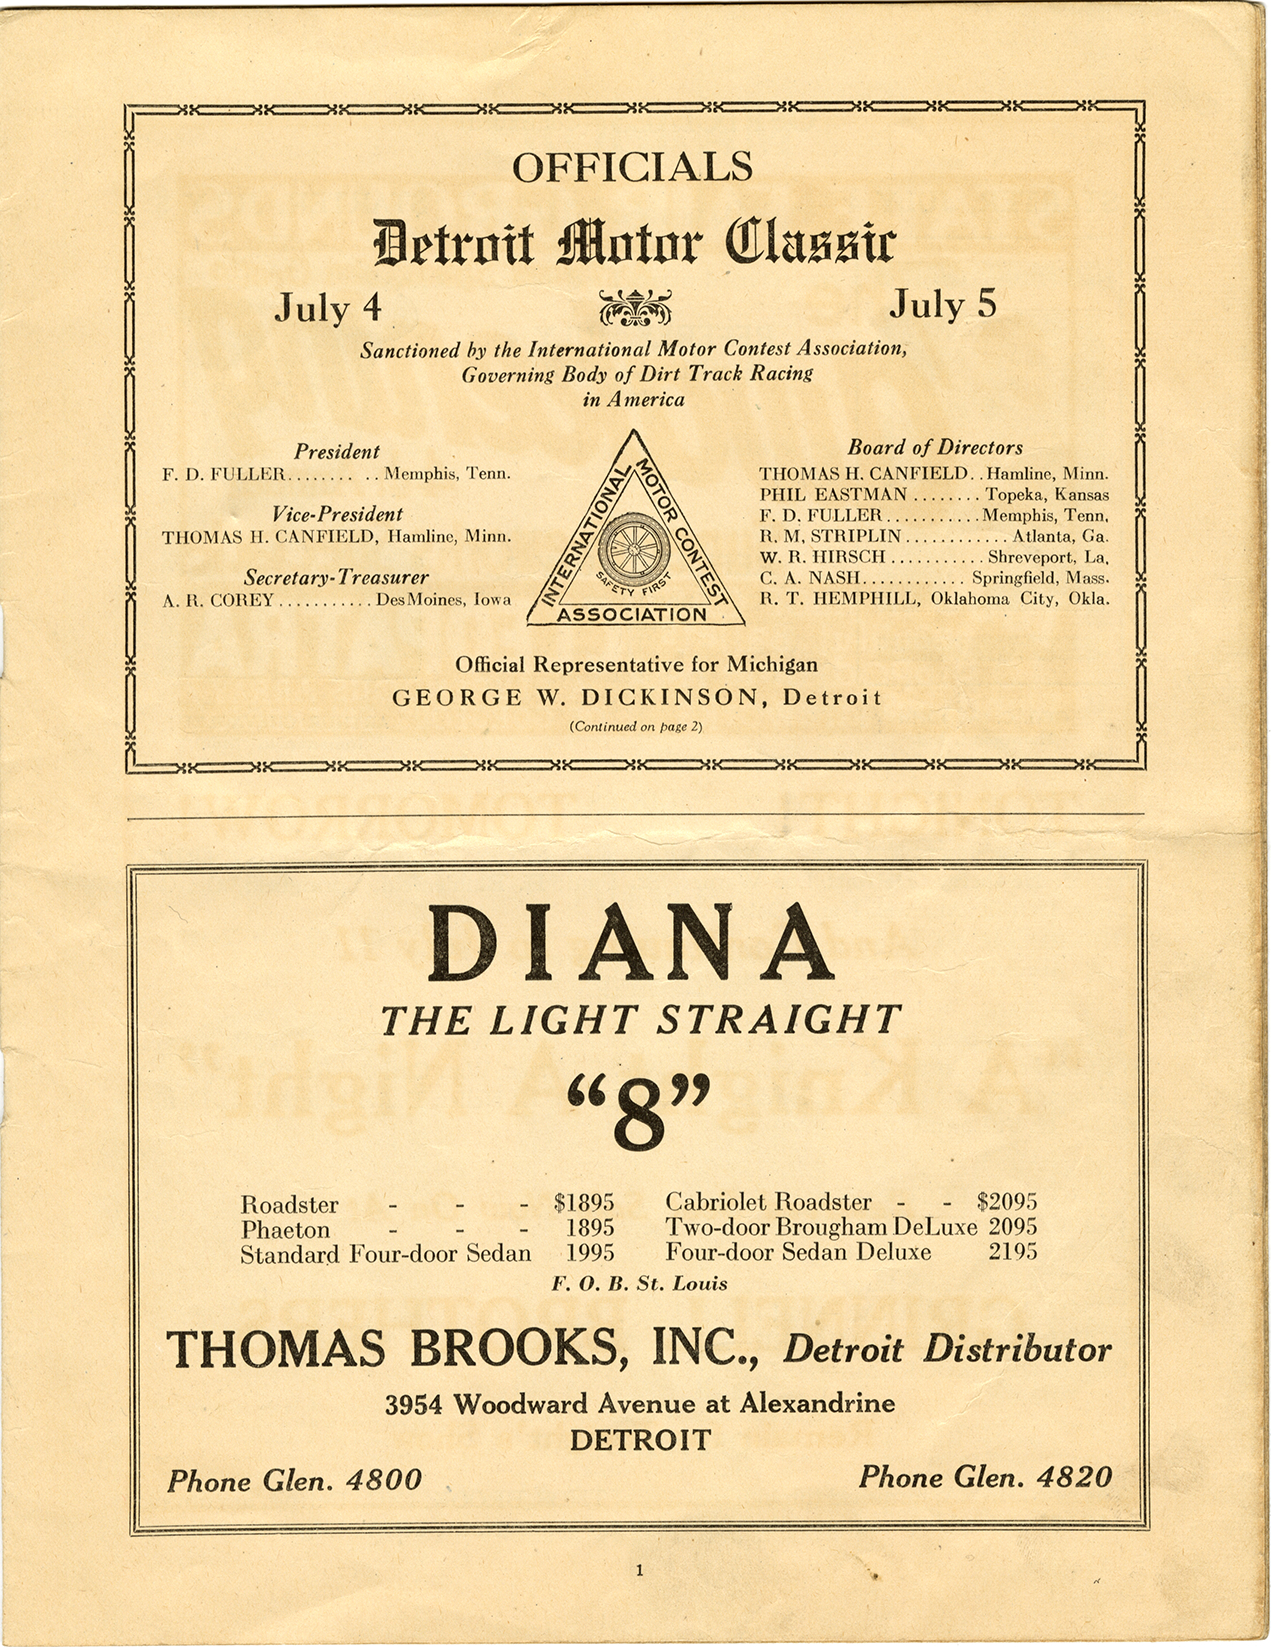 OFFICIALS
Detroit Motor Classic
July 4 July 5
Sanctioned by the International Motor Contest Association,
Governing Body of Dirt Track Racing
in America
President
F. D. FULLER........ .. Memphis, Tenn.
Vice-President
THOMAS H. CANFIELD, Hamline, Minn.
Secretary-Treasurer
A. R. COREY........... DesMoines, Iowa
INTERNATIONAL
MOTOR CONTEST
ASSOCIATION
SAFETY FIRST
Board of Directors
THOMAS H. CANFIELD.. Hamline, Minn.
PHIL EASTMAN ........ Topeka, Kansas
F. D. FULLER...........Memphis, Tenn.
R. M. STRIPLIN............ Atlanta, Ga.
W. R. HIRSCH........... Shreveport, La.
C. A. NASH............ Springfield, Mass.
R. T. HEMPHILL, Oklahoma City, Okla.
Official Representative for Michigan
GEORGE W. DICKINSON, Detroit
(Continued on page 2)
DIANA
THE LIGHT STRAIGHT
“8”
Roadster - - - $1895 Cabriolet Roadster - - $2095
Phaeton - - - 1895 Two-door Brougham DeLuxe 2095
Standard Four-door Sedan 1995 Four-door Sedan Deluxe 2195
F. O. B. St. Louis
THOMAS BROOKS, INC., Detroit Distributor
3954 Woodward Avenue at Alexandrine
DETROIT
Phone Glen. 4800 Phone Glen. 4820
1